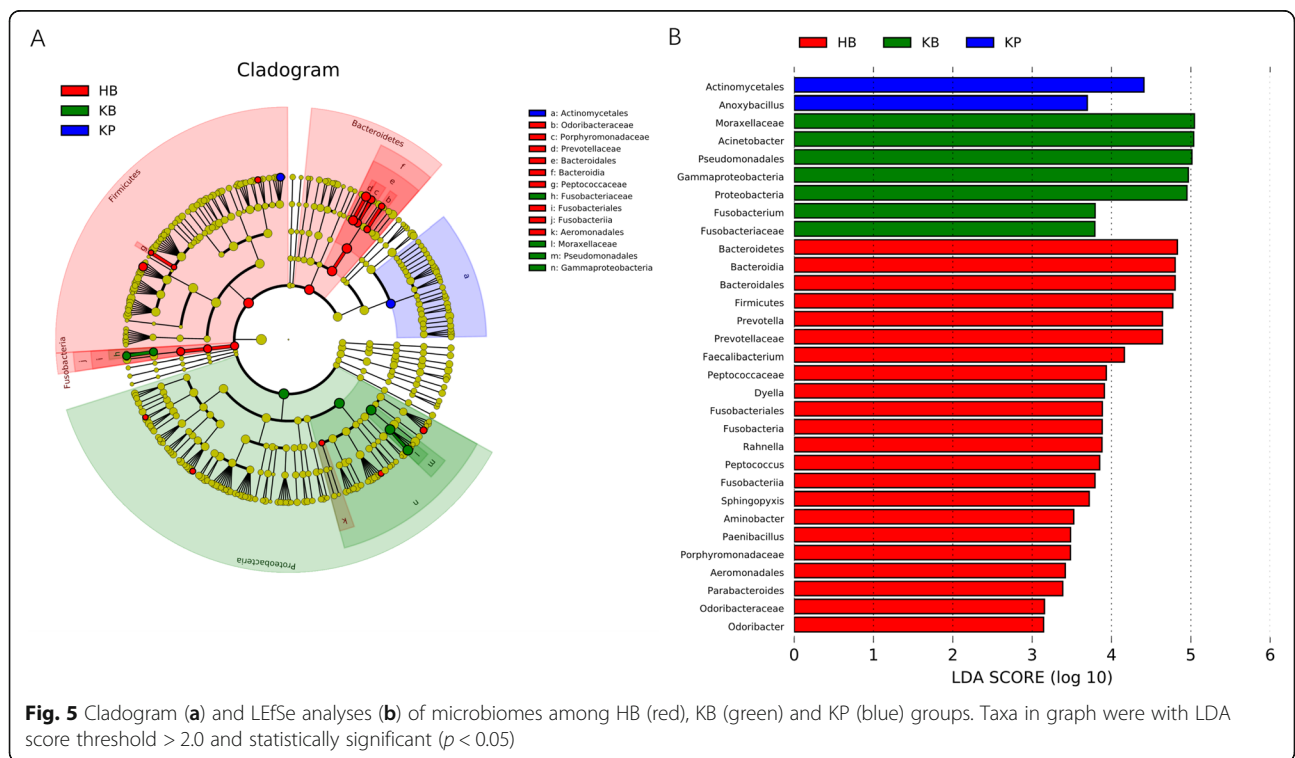 A
Cladogram
HB
KB
KP
Firmicutes
Bacteroidetes
f
e
d
c
b
a
g
Fusobacteria
j
i
h
l
m
n
k
Proteobacteria
a: Actinomycetales
b: Odoribacteraceae
c: Porphyromonadaceae
d: Prevotellaceae
e: Bacteroidales
f: Bacteroidia
g: Peptococcaceae
h: Fusobacteriaceae
i: Fusobacteriales
j: Fusobacteriia
k: Aeromonadales
l: Moraxellaceae
m: Pseudomonadales
n: Gammaproteobacteria
B
HB KB KP
Actinomycetales
Anoxybacillus
Moraxellaceae
Acinetobacter
Pseudomonadales
Gammaproteobacteria
Proteobacteria
Fusobacterium
Fusobacteriaceae
Bacteroidetes
Bacteroidia
Bacteroidales
Firmicutes
Prevotella
Prevotellaceae
Faecalibacterium
Peptococcaceae
Dyella
Fusobacteriales
Fusobacteria
Rahnella
Peptococcus
Fusobacteriia
Sphingopyxis
Aminobacter
Paenibacillus
Porphyromonadaceae
Aeromonadales
Parabacteroides
Odoribacteraceae
Odoribacter
0 1 2 3 4 5 6
LDA SCORE (log 10)
Fig. 5 Cladogram (a) and LEfSe analyses (b) of microbiomes among HB (red), KB (green) and KP (blue) groups. Taxa in graph were with LDA
score threshold > 2.0 and statistically significant (p < 0.05)